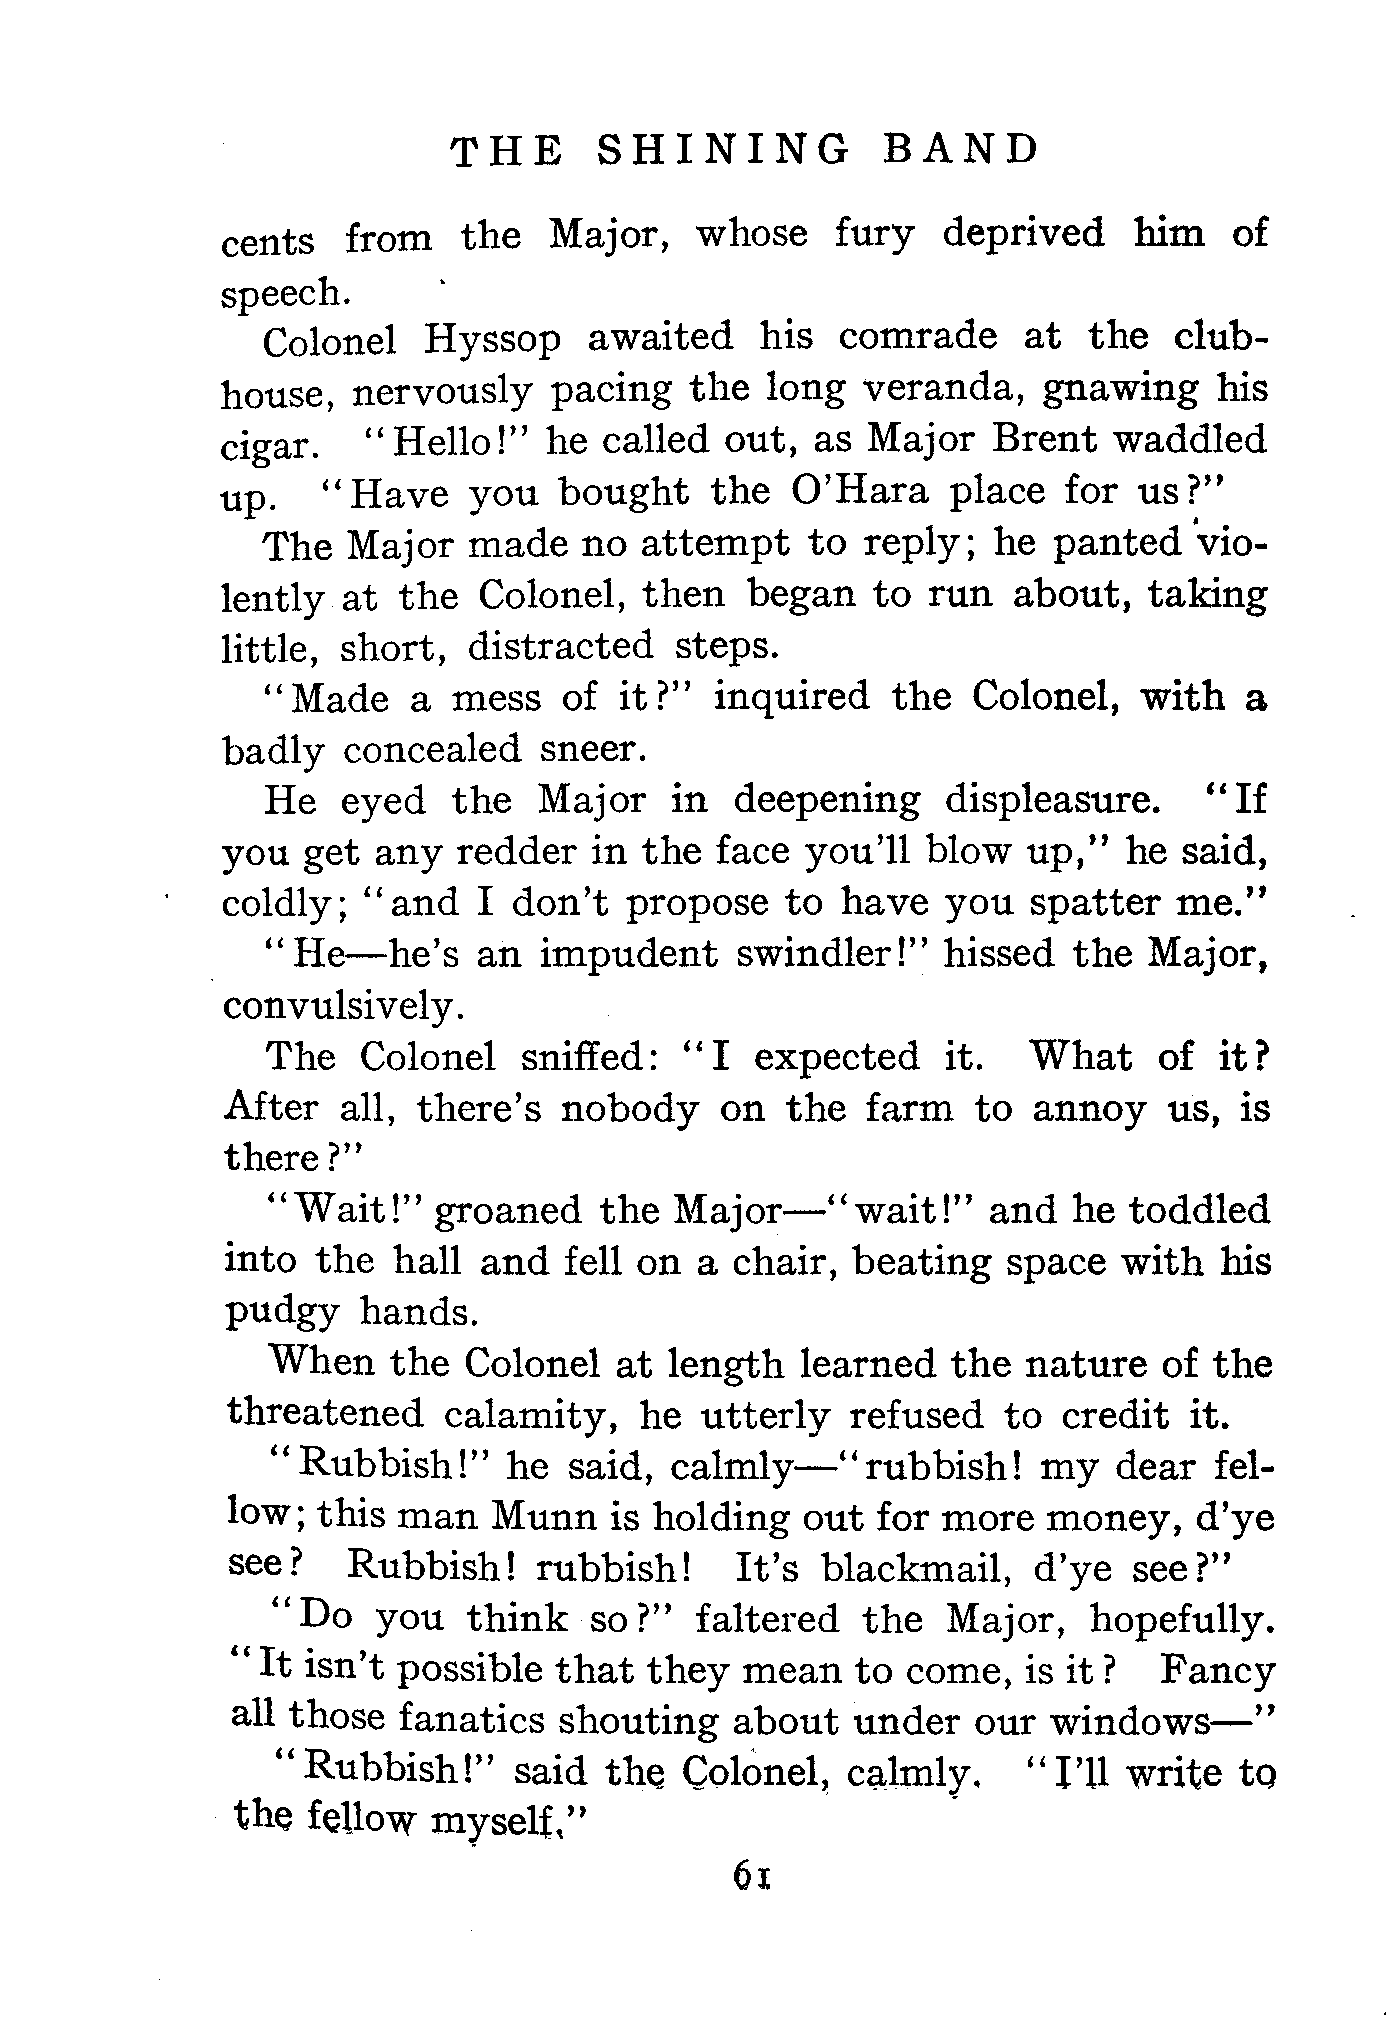 THE SHINING BAND
cents from the Major, whose fury deprived him of
speech.
Colonel Hyssop awaited his comrade at the club-
house, nervously pacing the long veranda, gnawing his
cigar. "Hello!" he called out, as Major Brent waddled
up. "Have you bought the O'Hara place for us?"
The Major made no attempt to reply; he panted vio-
lently at the Colonel, then began to run about, taking
little, short, distracted steps.
"Made a mess of it?" inquired the Colonel, with a
badly concealed sneer.
He eyed the Major in deepening displeasure. "If
you get any redder in the face you'll blow up," he said,
coldly; "and I don't propose to have you spatter me."
"He—he's an impudent swindler!" hissed the Major,
convulsively.
The Colonel sniffed: "I expected it. What of it?
After all, there's nobody on the farm to annoy us, is
there?"
"Wait!" groaned the Major—"wait!" and he toddled
into the hall and fell on a chair, beating space with his
pudgy hands.
When the Colonel at length learned the nature of the
threatened calamity, he utterly refused to credit it.
"Rubbish!" he said, calmly—"rubbish! my dear fel-
low; this man Munn is holding out for more money, d'ye
see? Rubbish! rubbish! It's blackmail, d'ye see?"
"Do you think so?" faltered the Major, hopefully.
"It isn't possible that they mean to come, is it? Fancy
all those fanatics shouting about under our windows—"
"Rubbish!" said the Colonel, calmly. "I'll write to
the fellow myself."
61